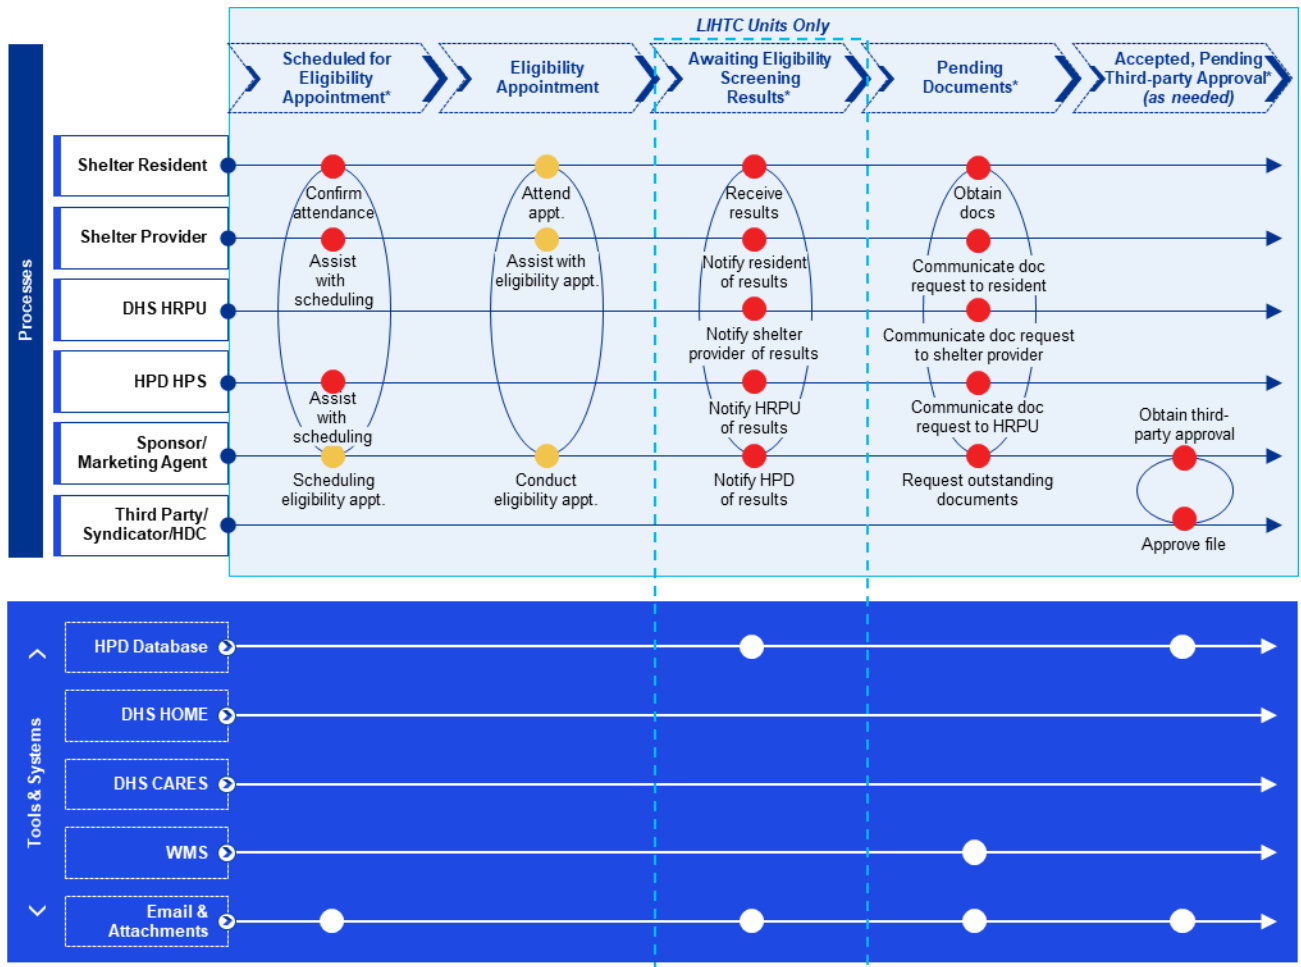 LIHTC Units Only
Scheduled for
Eligibility
Appointment*
Eligibility
Appointment
Awaiting Eligibility
Screening
Results*
Pending
Documents*
Accepted, Pending
Third-party Approval*
(as needed)
Processes
Shelter Resident
Confirm
attendance
Attend
appt.
Receive
results
Obtain
docs
Shelter Provider
Assist
with
scheduling
Assist with
eligibility appt.
Notify resident
of results
Communicate doc
request to resident
DHS HRPU
Notify shelter
provider of results
Communicate doc request
to shelter provider
HPD HPS
Assist
with
scheduling
Notify HRPU
of results
Communicate doc
request to HRPU
Obtain third-
party approval
Sponsor/
Marketing Agent
Scheduling
eligibility appt.
Conduct
eligibility appt.
Notify HPD
of results
Request outstanding
documents
Third Party/
Syndicator/HDC
Approve file
Tools & Systems
HPD Database
DHS HOME
DHS CARES
WMS
Email &
Attachments